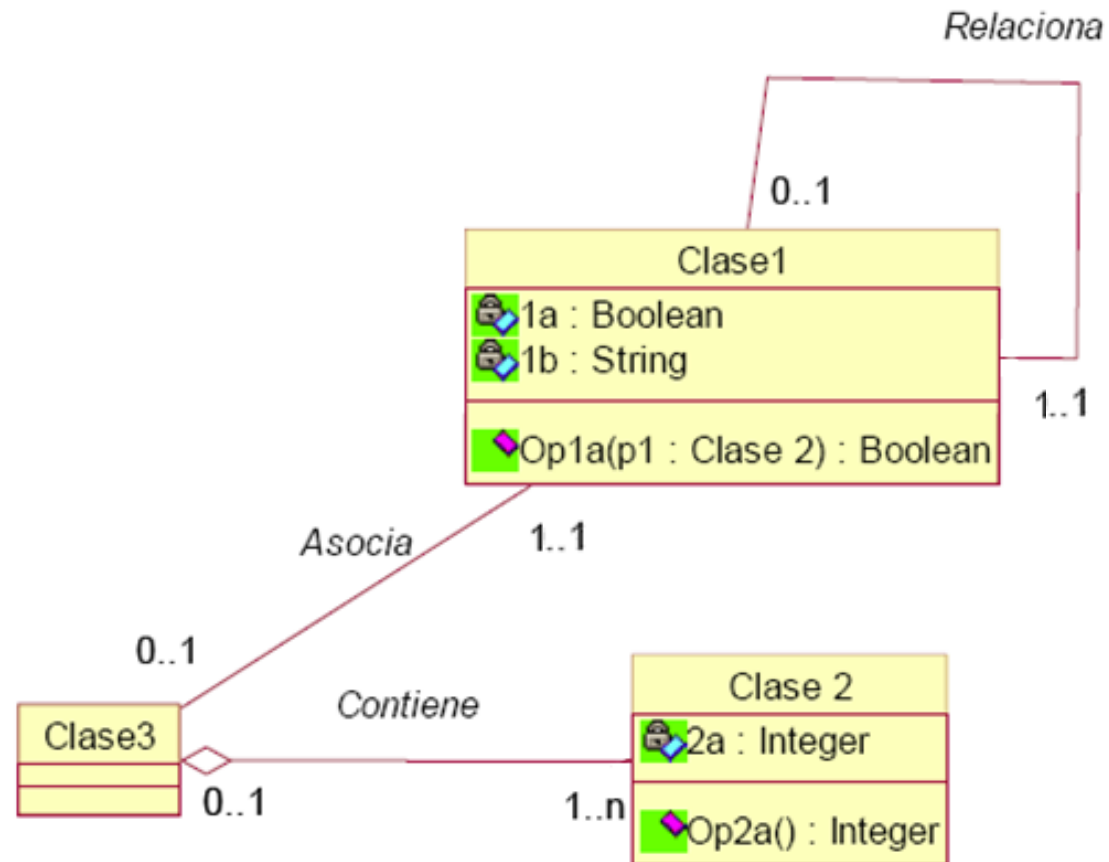 Relaciona
0..1
Clase1
1a : Boolean
1b : String
1..1
Op1a(p1 : Clase 2) : Boolean
Asocia
1..1
0..1
Clase 2
Contiene
Clase3
2a : Integer
0..1
1..n
Op2a() : Integer